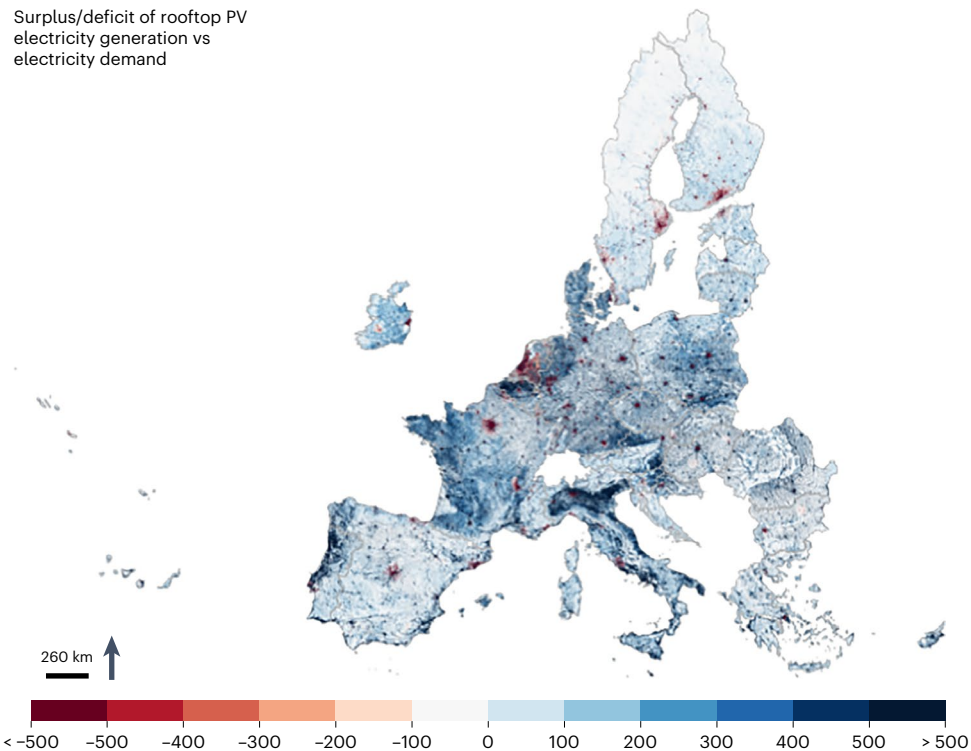 Surplus/deficit of rooftop PV
electricity generation vs
electricity demand
260 km
< −500 −500 −400 −300 −200 −100 0 100 200 300 400 500 > 500